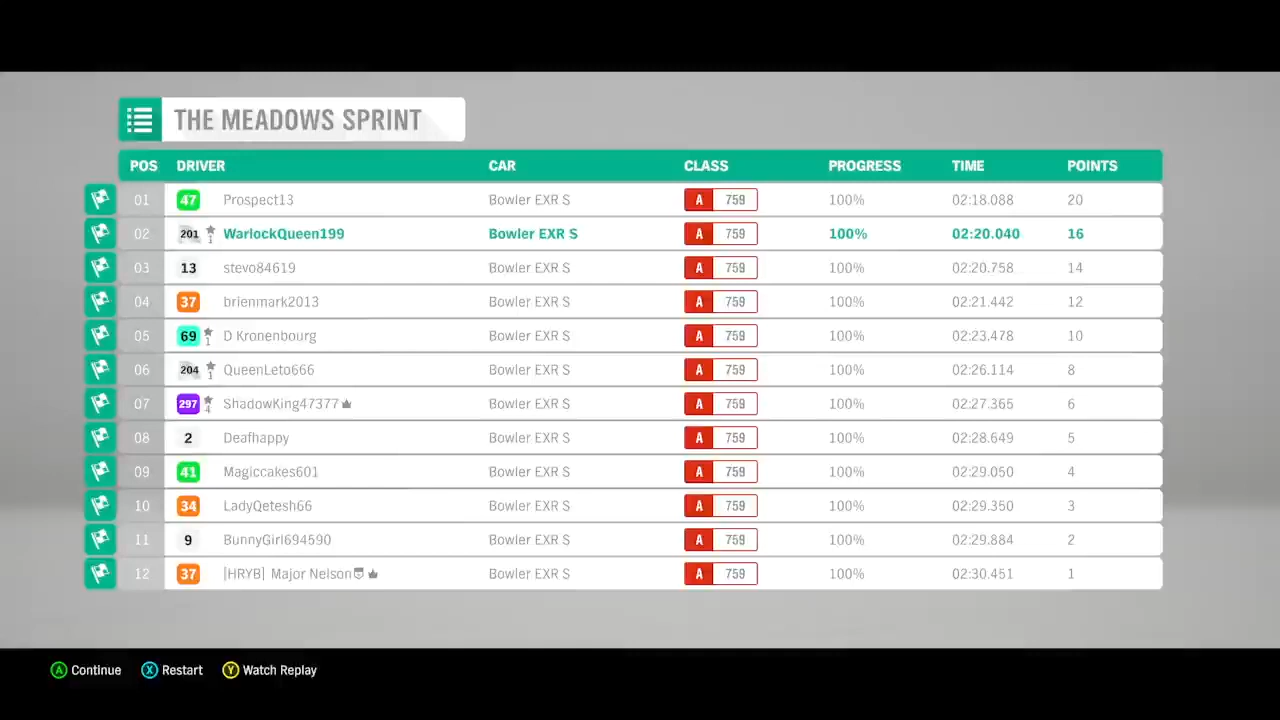 THE MEADOWS SPRINT
POS DRIVER CAR CLASS PROGRESS TIME POINTS
01 47 Prospect13 Bowler EXR S A 759 100% 02:18.088 20
02 201 1 WarlockQueen199 Bowler EXR S A 759 100% 02:20.040 16
03 13 stevo84619 Bowler EXR S A 759 100% 02:20.758 14
04 37 brienmark2013 Bowler EXR S A 759 100% 02:21.442 12
05 69 1 D Kronenbourg Bowler EXR S A 759 100% 02:23.478 10
06 204 1 QueenLeto666 Bowler EXR S A 759 100% 02:26.114 8
07 297 4 ShadowKing47377 Bowler EXR S A 759 100% 02:27.365 6
08 2 Deafhappy Bowler EXR S A 759 100% 02:28.649 5
09 41 Magiccakes601 Bowler EXR S A 759 100% 02:29.050 4
10 34 LadyQetesh66 Bowler EXR S A 759 100% 02:29.350 3
11 9 BunnyGirl694590 Bowler EXR S A 759 100% 02:29.884 2
12 37 [HRYB] Major Nelson Bowler EXR S A 759 100% 02:30.451 1
A Continue X Restart Y Watch Replay